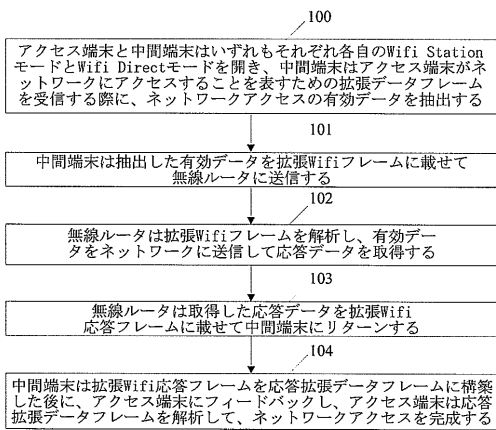 100
アクセス端末と中間端末はいずれもそれぞれ各自のWifi Station
モードとWifi Directモードを開き、中間端末はアクセス端末がネ
ットワークにアクセスすることを表すための拡張データフレーム
を受信する際に、ネットワークアクセスの有効データを抽出する
101
中間端末は抽出した有効データを拡張Wifiフレームに載せて
無線ルータに送信する
102
無線ルータは拡張Wifiフレームを解析し、有効デー
タをネットワークに送信して応答データを取得する
103
無線ルータは取得した応答データを拡張Wifi
応答フレームに載せて中間端末にリターンする
104
中間端末は拡張Wifi応答フレームを応答拡張データフレームに構築
した後に、アクセス端末にフィードバックし、アクセス端末は応答
拡張データフレームを解析して、ネットワークアクセスを完成する